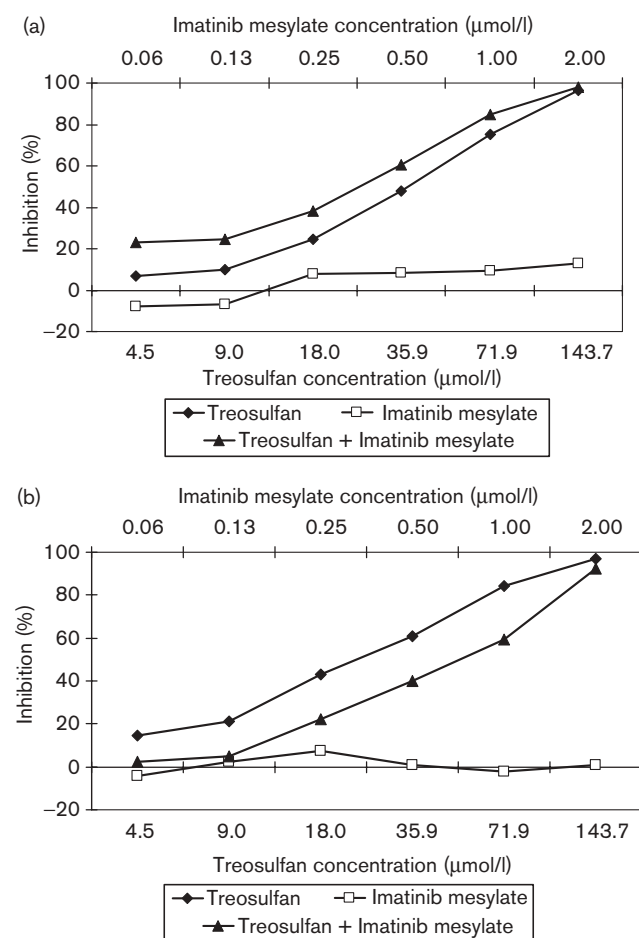 (a)
Imatinib mesylate concentration (µmol/l)
0.06 0.13 0.25 0.50 1.00 2.00
100
80
60
40
20
0
−20
Inhibition (%)
4.5 9.0 18.0 35.9 71.9 143.7
Treosulfan concentration (µmol/l)
Treosulfan Imatinib mesylate
Treosulfan + Imatinib mesylate
(b)
Imatinib mesylate concentration (µmol/l)
0.06 0.13 0.25 0.50 1.00 2.00
100
80
60
40
20
0
−20
Inhibition (%)
4.5 9.0 18.0 35.9 71.9 143.7
Treosulfan concentration (µmol/l)
Treosulfan Imatinib mesylate
Treosulfan + Imatinib mesylate